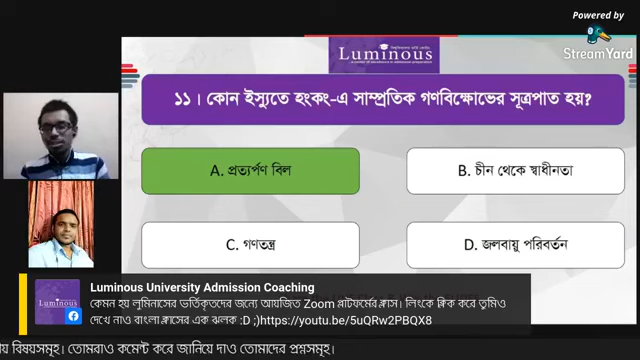 Powered by
StreamYard
Luminous
১১। কোন ইস্যুতে হংকং-এ সাম্প্রতিক গণবিক্ষোভের সূত্রপাত হয়?
A. প্রত্যর্পণ বিল
B. চীন থেকে স্বাধীনতা
C. গণতন্ত্র
D. জলবায়ু পরিবর্তন
Luminous University Admission Coaching
কেমন হয় লুমিনাসের ভর্তিকৃতদের জন্যে আয়োজিত Zoom প্লাটফর্মের ক্লাস। লিংকে ক্লিক করে তুমিও
দেখে নাও বাংলা ক্লাসের এক ঝলক :D ;)https://youtu.be/5uQRw2PBQX8
বিষয়সমূহ। তোমরাও কমেন্ট করে জানিয়ে দাও তোমাদের প্রশ্নসমূহ।